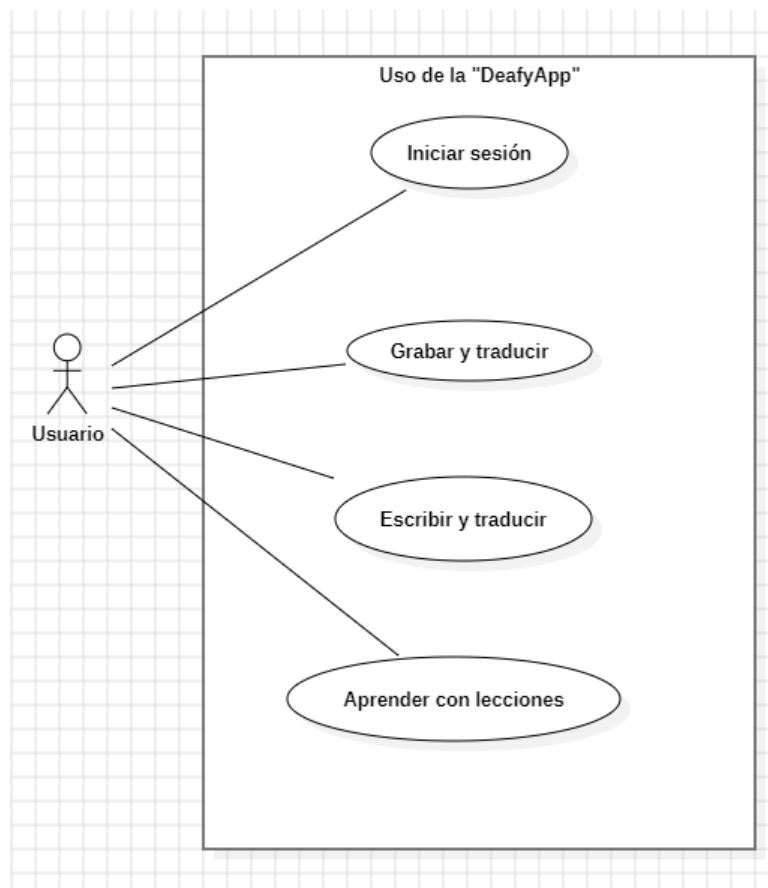 Uso de la "DeafyApp"
Iniciar sesión
Grabar y traducir
Usuario
Escribir y traducir
Aprender con lecciones